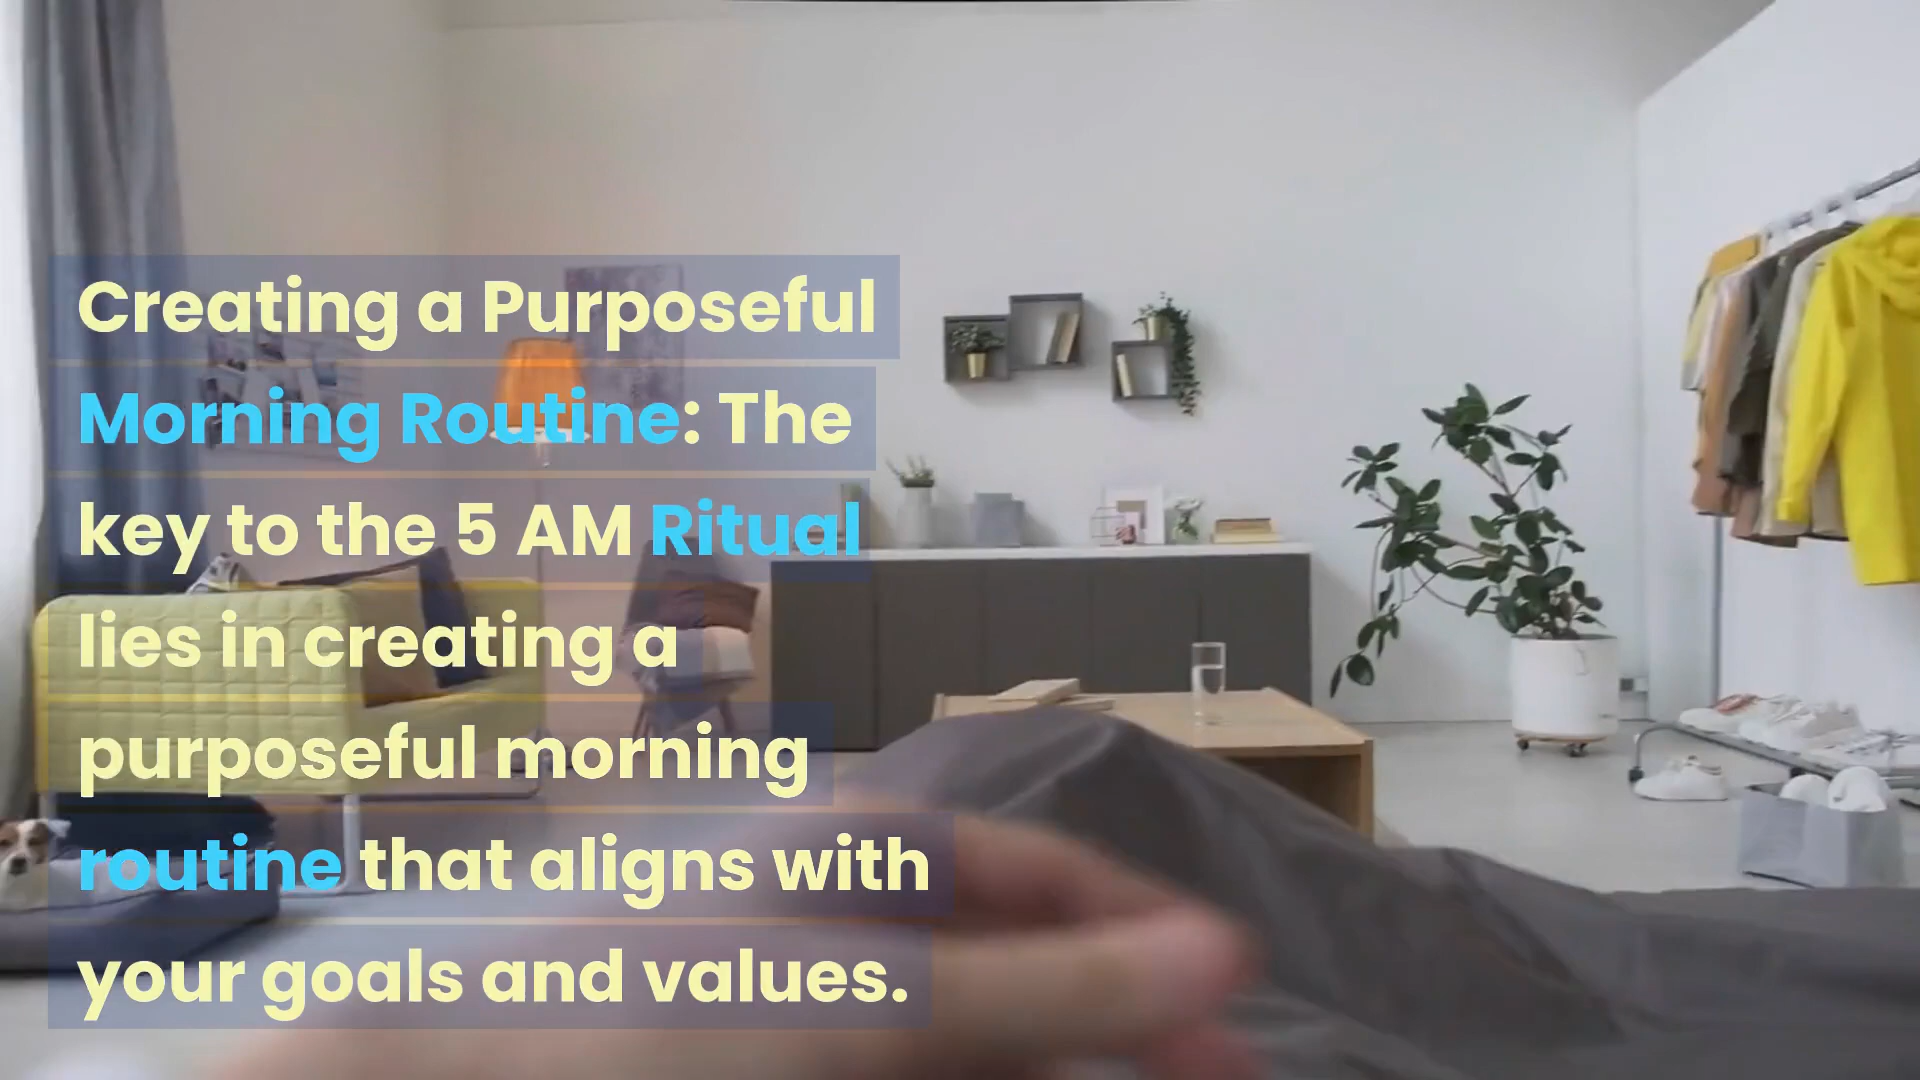 Creating a Purposeful
Morning Routine: The
key to the 5 AM Ritual
lies in creating a
purposeful morning
routine that aligns with
your goals and values.